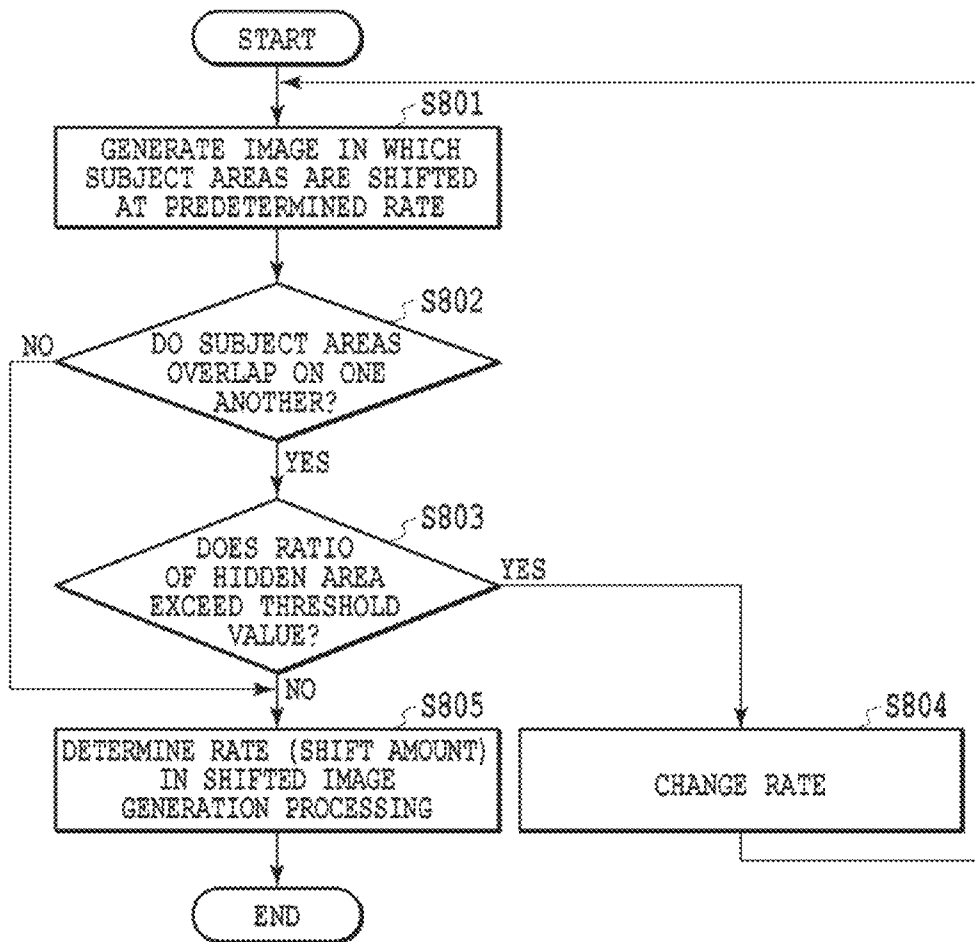 START
S801
GENERATE IMAGE IN WHICH
SUBJECT AREAS ARE SHIFTED
AT PREDETERMINED RATE
S802
NO
DO SUBJECT AREAS
OVERLAP ON ONE
ANOTHER?
YES
S803
DOES RATIO
OF HIDDEN AREA
EXCEED THRESHOLD
VALUE?
YES
NO
S805
DETERMINE RATE (SHIFT AMOUNT)
IN SHIFTED IMAGE
GENERATION PROCESSING
S804
CHANGE RATE
END